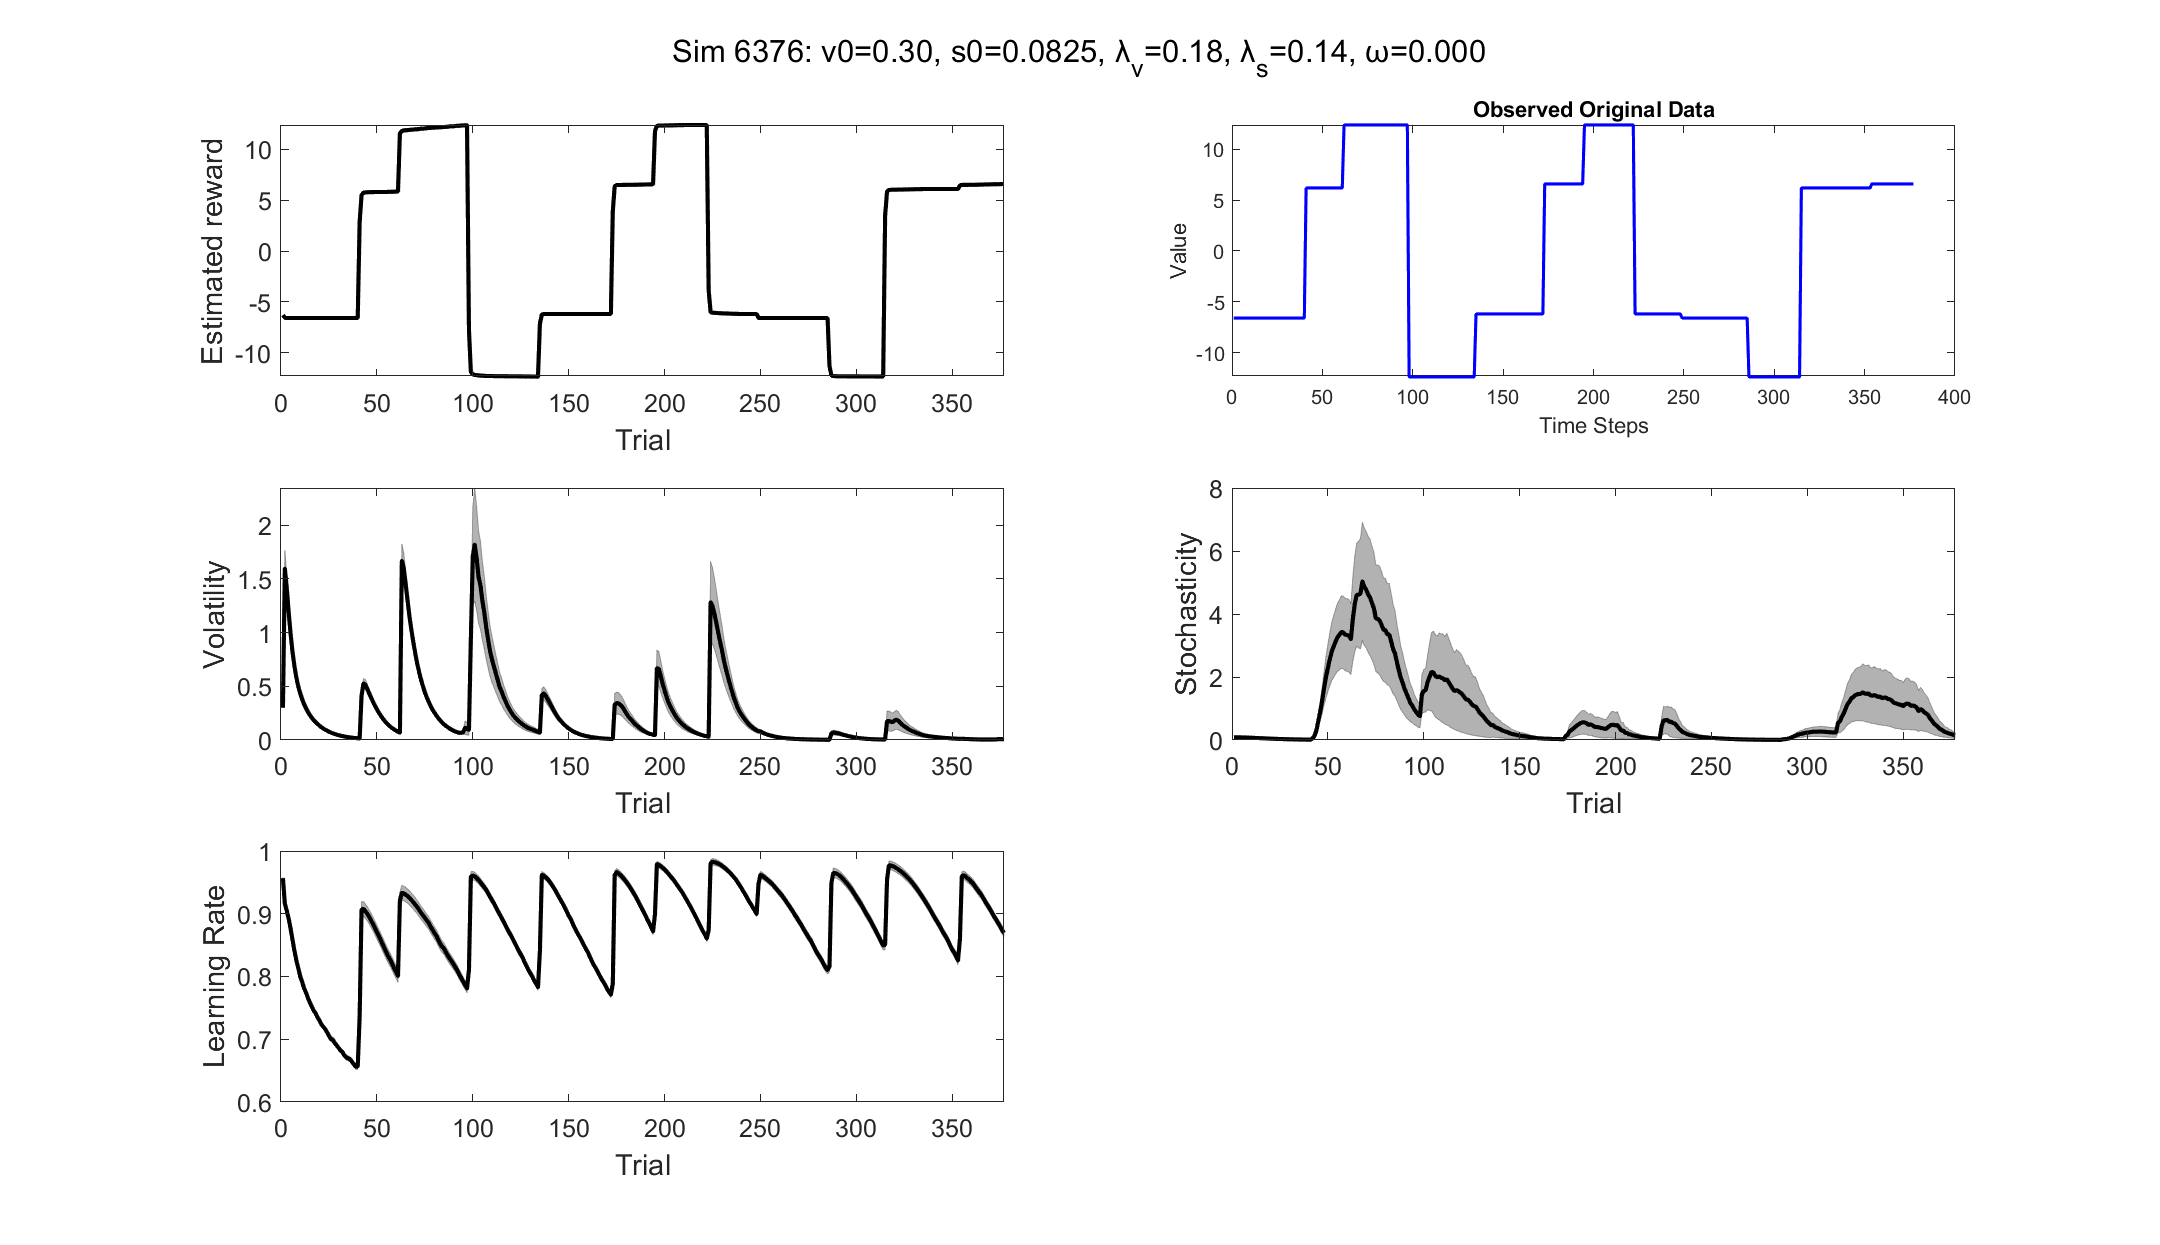 Sim 6376: v0=0.30, s0=0.0825, λv=0.18, λs=0.14, ω=0.000
Estimated reward
10
5
0
-5
-10
0 50 100 150 200 250 300 350
Trial
Observed Original Data
Value
10
5
0
-5
-10
0 50 100 150 200 250 300 350 400
Time Steps
Volatility
2
1.5
1
0.5
0
0 50 100 150 200 250 300 350
Trial
Stochasticity
8
6
4
2
0
0 50 100 150 200 250 300 350
Trial
Learning Rate
1
0.9
0.8
0.7
0.6
0 50 100 150 200 250 300 350
Trial